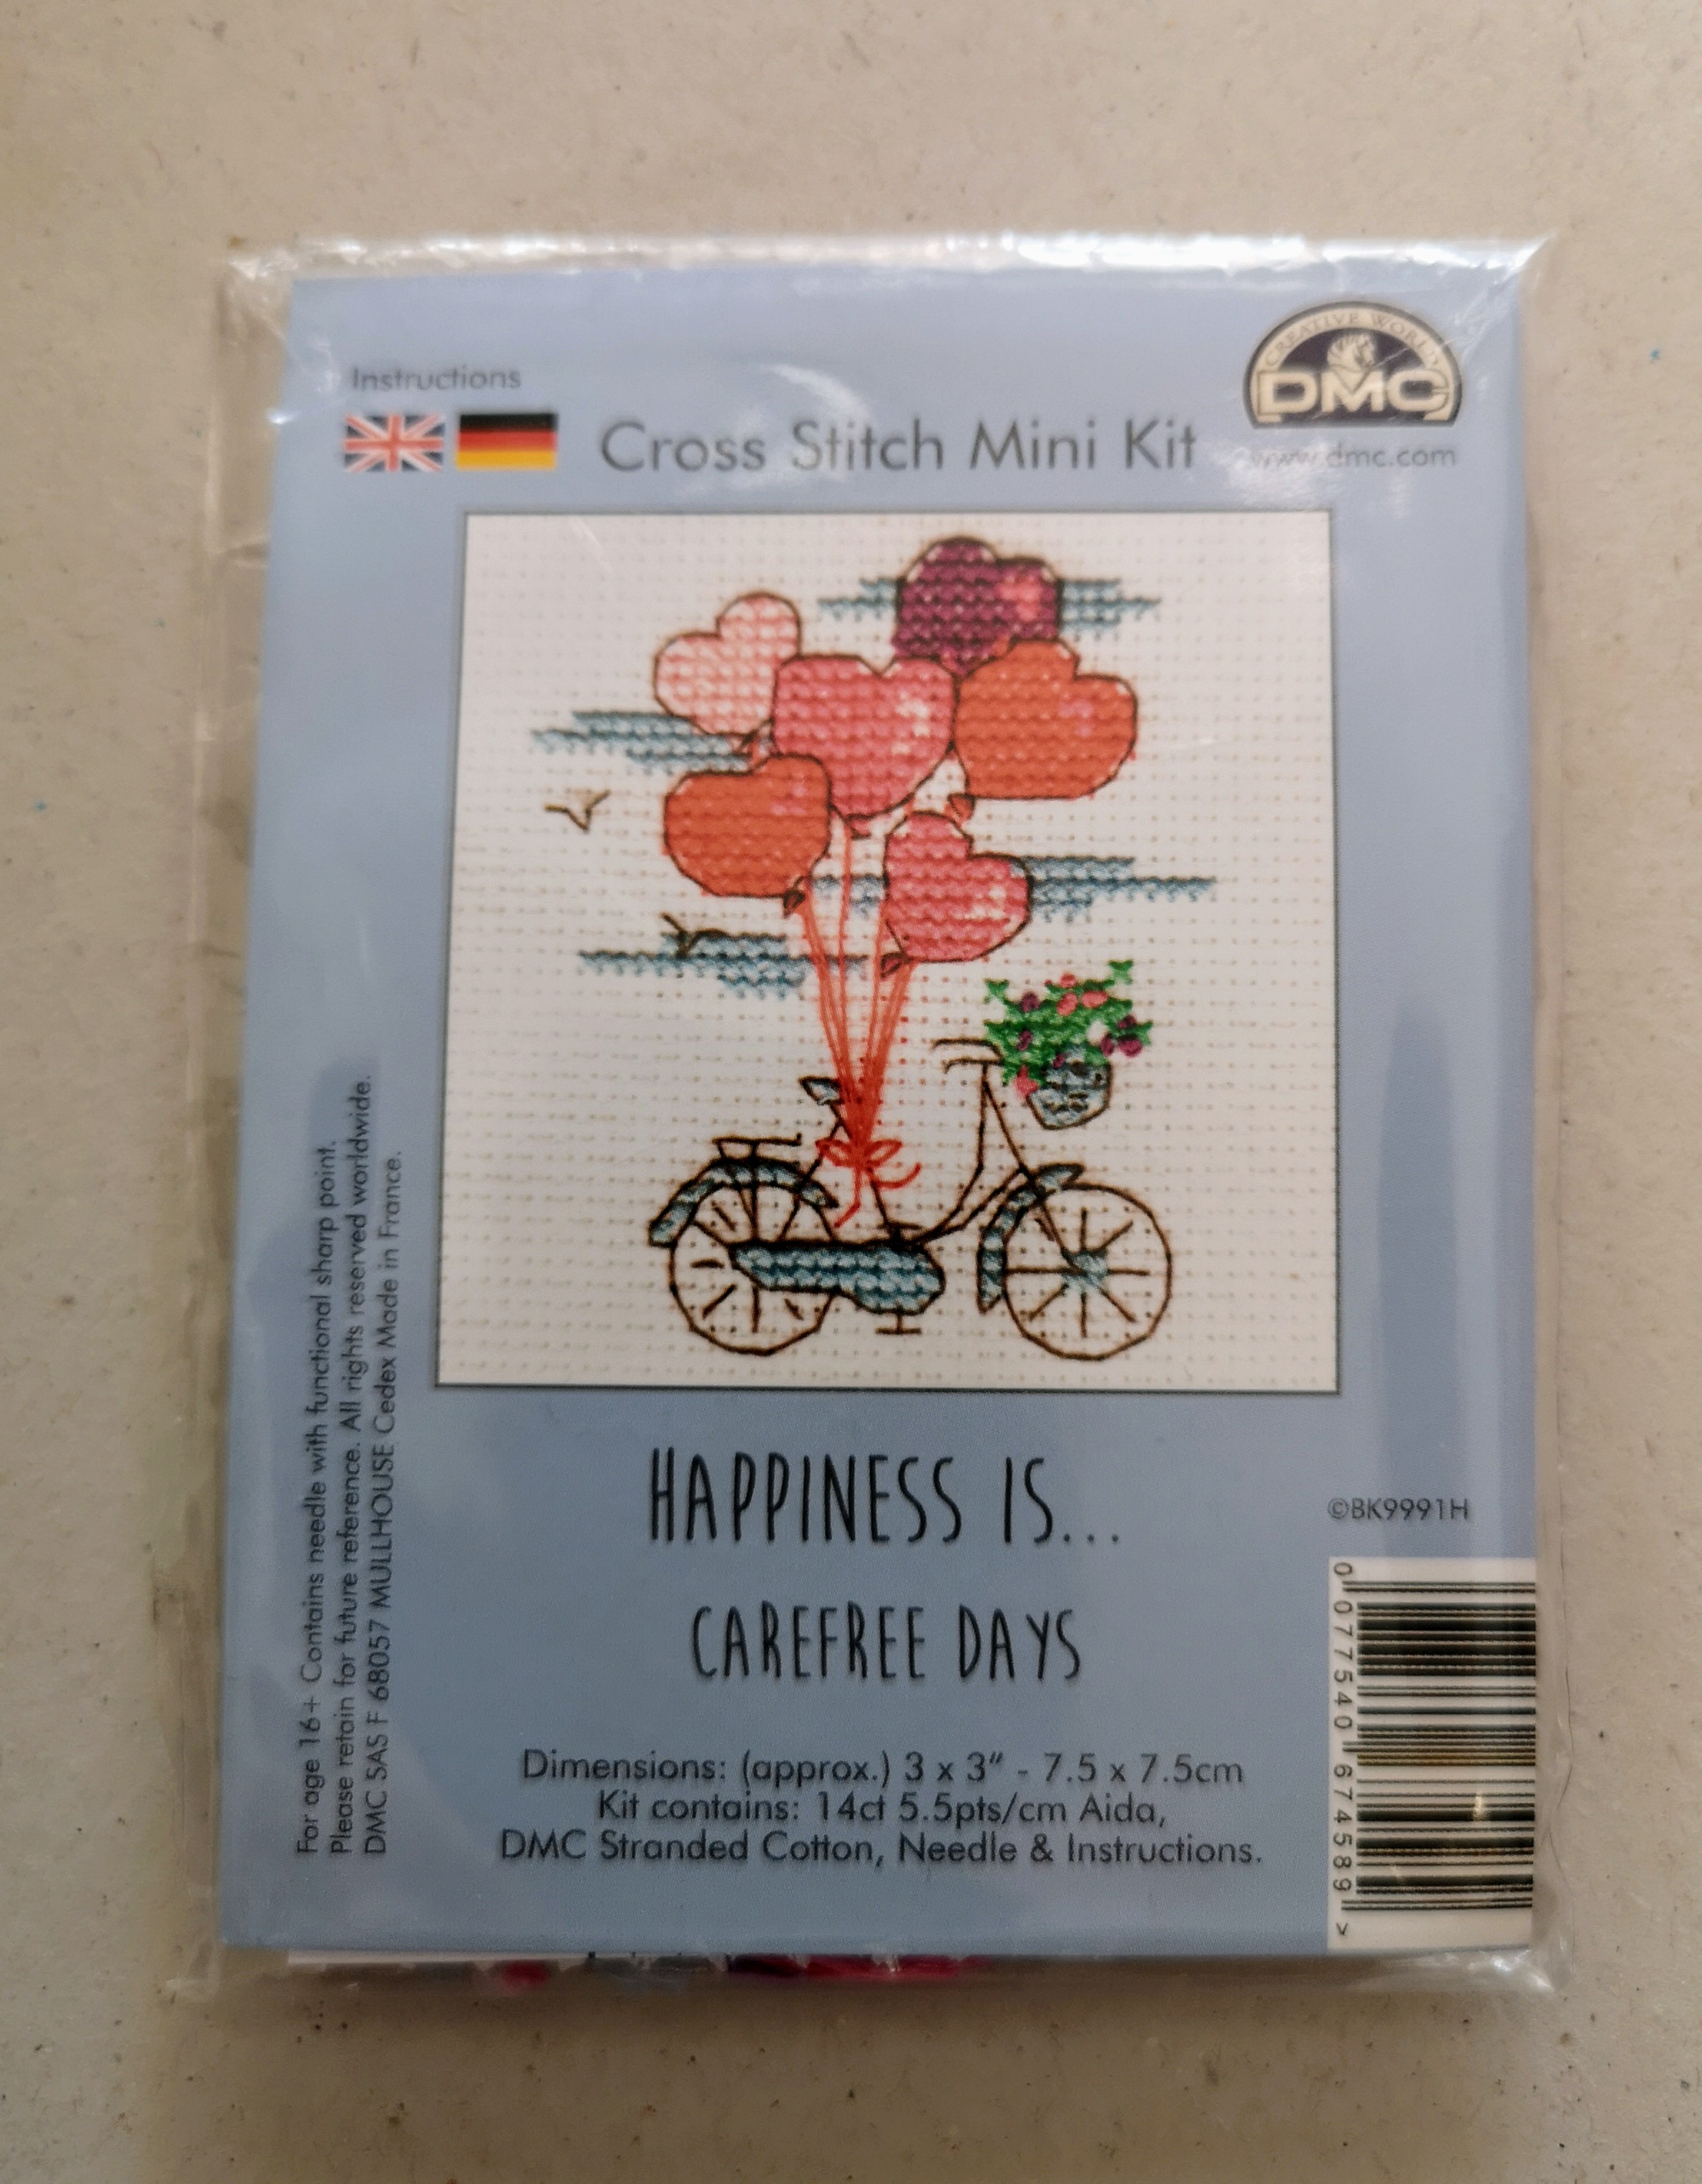 Instructions
CREATIVE WORLD
DMC
www.dmc.com
Cross Stitch Mini Kit
For age 16+ Contains needle with functional sharp point.
Please retain for future reference. All rights reserved worldwide.
DMC SAS F 68057 MULLHOUSE Cedex Made in France.
HAPPINESS IS...
CAREFREE DAYS
©BK9991H
Dimensions: (approx.) 3 x 3" - 7.5 x 7.5cm
Kit contains: 14ct 5.5pts/cm Aida,
DMC Stranded Cotton, Needle & Instructions.
0 077540 674589 >